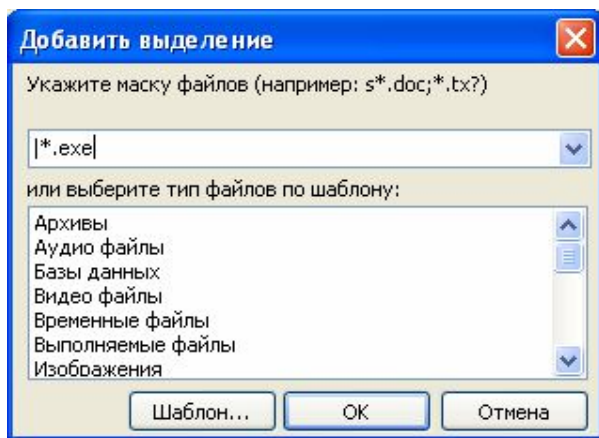 Добавить выделение
Укажите маску файлов (например: s*.doc;*.tx?)
|*.exe
или выберите тип файлов по шаблону:
Архивы
Аудио файлы
Базы данных
Видео файлы
Временные файлы
Выполняемые файлы
Изображения
Шаблон... ОК Отмена